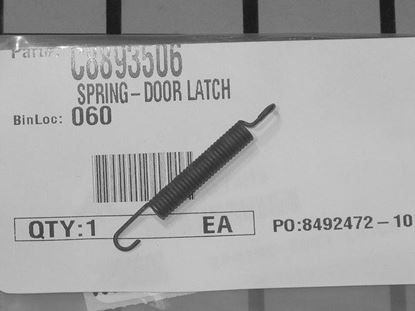 Part#: C8893506
SPRING-DOOR LATCH
BinLoc: 060
QTY:1 EA PO:8492472-10